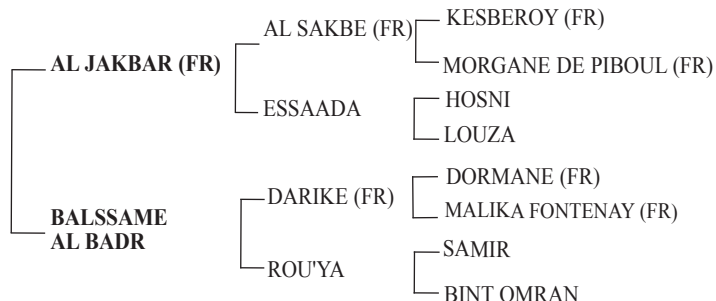 KESBEROY (FR)
AL SAKBE (FR)
MORGANE DE PIBOUL (FR)
AL JAKBAR (FR)
HOSNI
ESSAADA
LOUZA
DORMANE (FR)
DARIKE (FR)
MALIKA FONTENAY (FR)
BALSSAME
AL BADR
SAMIR
ROU'YA
BINT OMRAN